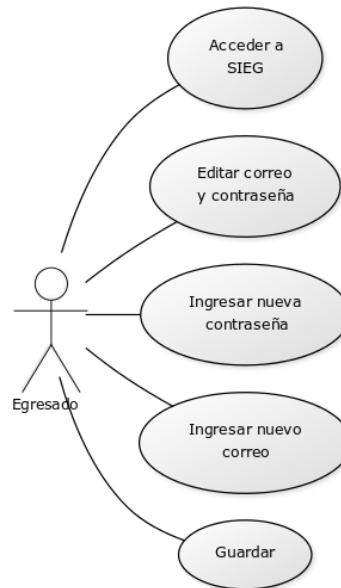 Acceder a
SIEG
Editar correo
y contraseña
Ingresar nueva
contraseña
Egresado
Ingresar nuevo
correo
Guardar